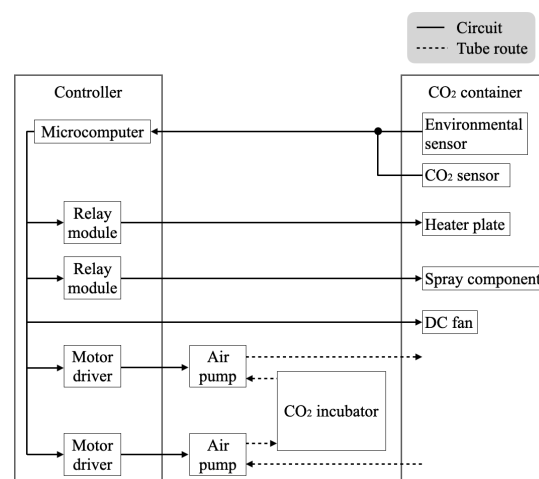 Circuit
Tube route
Controller
CO2 container
Microcomputer
Environmental
sensor
CO2 sensor
Relay
module
Heater plate
Relay
module
Spray component
DC fan
Motor
driver
Air
pump
CO2 incubator
Motor
driver
Air
pump